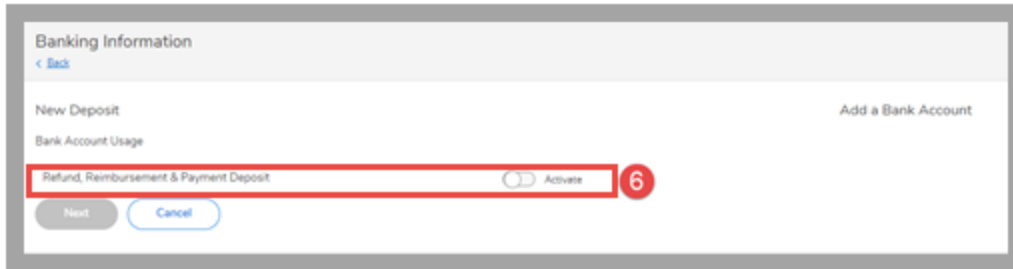 Banking Information
< Back
New Deposit
Add a Bank Account
Bank Account Usage
Refund, Reimbursement & Payment Deposit
Activate
6
Next
Cancel